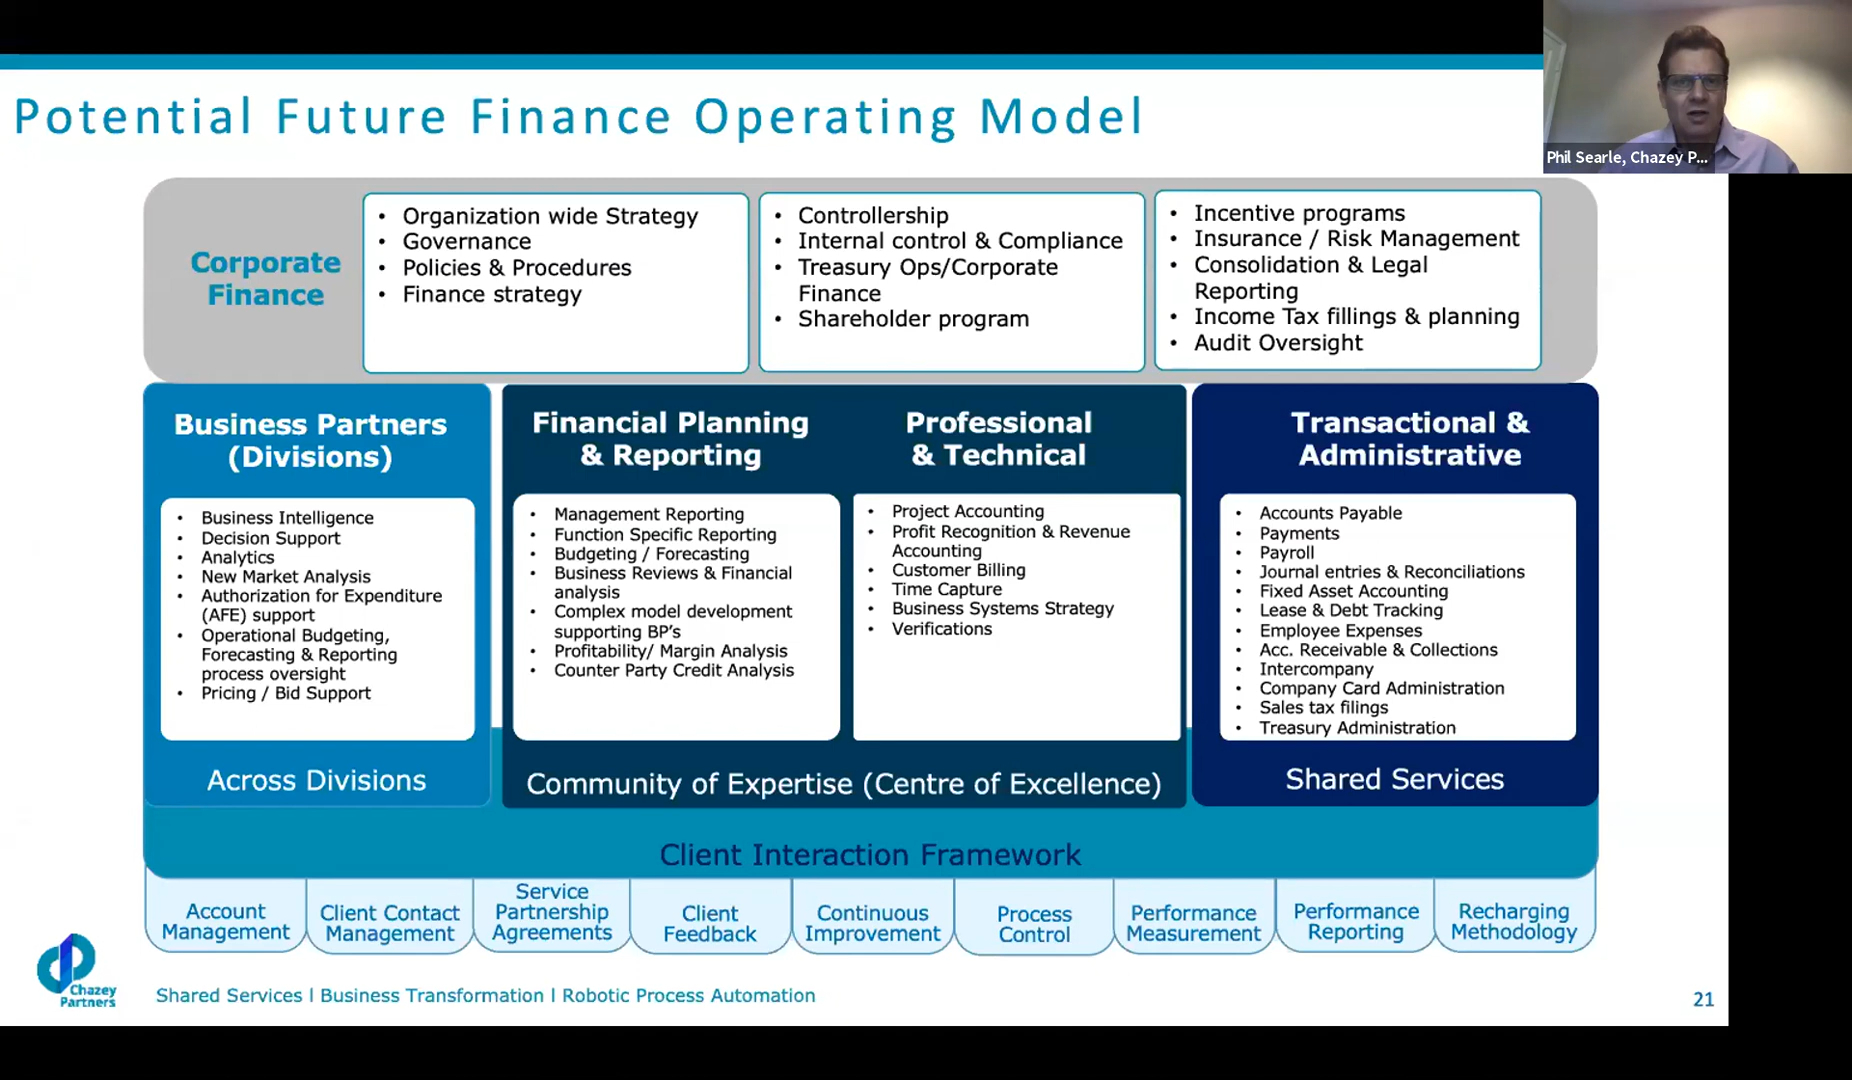 Potential Future Finance Operating Model
Phil Searle, Chazey P...
Corporate
Finance
• Organization wide Strategy
• Governance
• Policies & Procedures
• Finance strategy
• Controllership
• Internal control & Compliance
• Treasury Ops/Corporate
Finance
• Shareholder program
• Incentive programs
• Insurance / Risk Management
• Consolidation & Legal
Reporting
• Income Tax fillings & planning
• Audit Oversight
Business Partners
(Divisions)
• Business Intelligence
• Decision Support
• Analytics
• New Market Analysis
• Authorization for Expenditure
(AFE) support
• Operational Budgeting,
Forecasting & Reporting
process oversight
• Pricing / Bid Support
Across Divisions
Financial Planning
& Reporting
• Management Reporting
• Function Specific Reporting
• Budgeting / Forecasting
• Business Reviews & Financial
analysis
• Complex model development
supporting BP's
• Profitability/ Margin Analysis
• Counter Party Credit Analysis
Professional
& Technical
• Project Accounting
• Profit Recognition & Revenue
Accounting
• Customer Billing
• Time Capture
• Business Systems Strategy
• Verifications
Community of Expertise (Centre of Excellence)
Transactional &
Administrative
• Accounts Payable
• Payments
• Payroll
• Journal entries & Reconciliations
• Fixed Asset Accounting
• Lease & Debt Tracking
• Employee Expenses
• Acc. Receivable & Collections
• Intercompany
• Company Card Administration
• Sales tax filings
• Treasury Administration
Shared Services
Client Interaction Framework
Account
Management
Client Contact
Management
Service
Partnership
Agreements
Client
Feedback
Continuous
Improvement
Process
Control
Performance
Measurement
Performance
Reporting
Recharging
Methodology
Chazey
Partners
Shared Services l Business Transformation l Robotic Process Automation
21